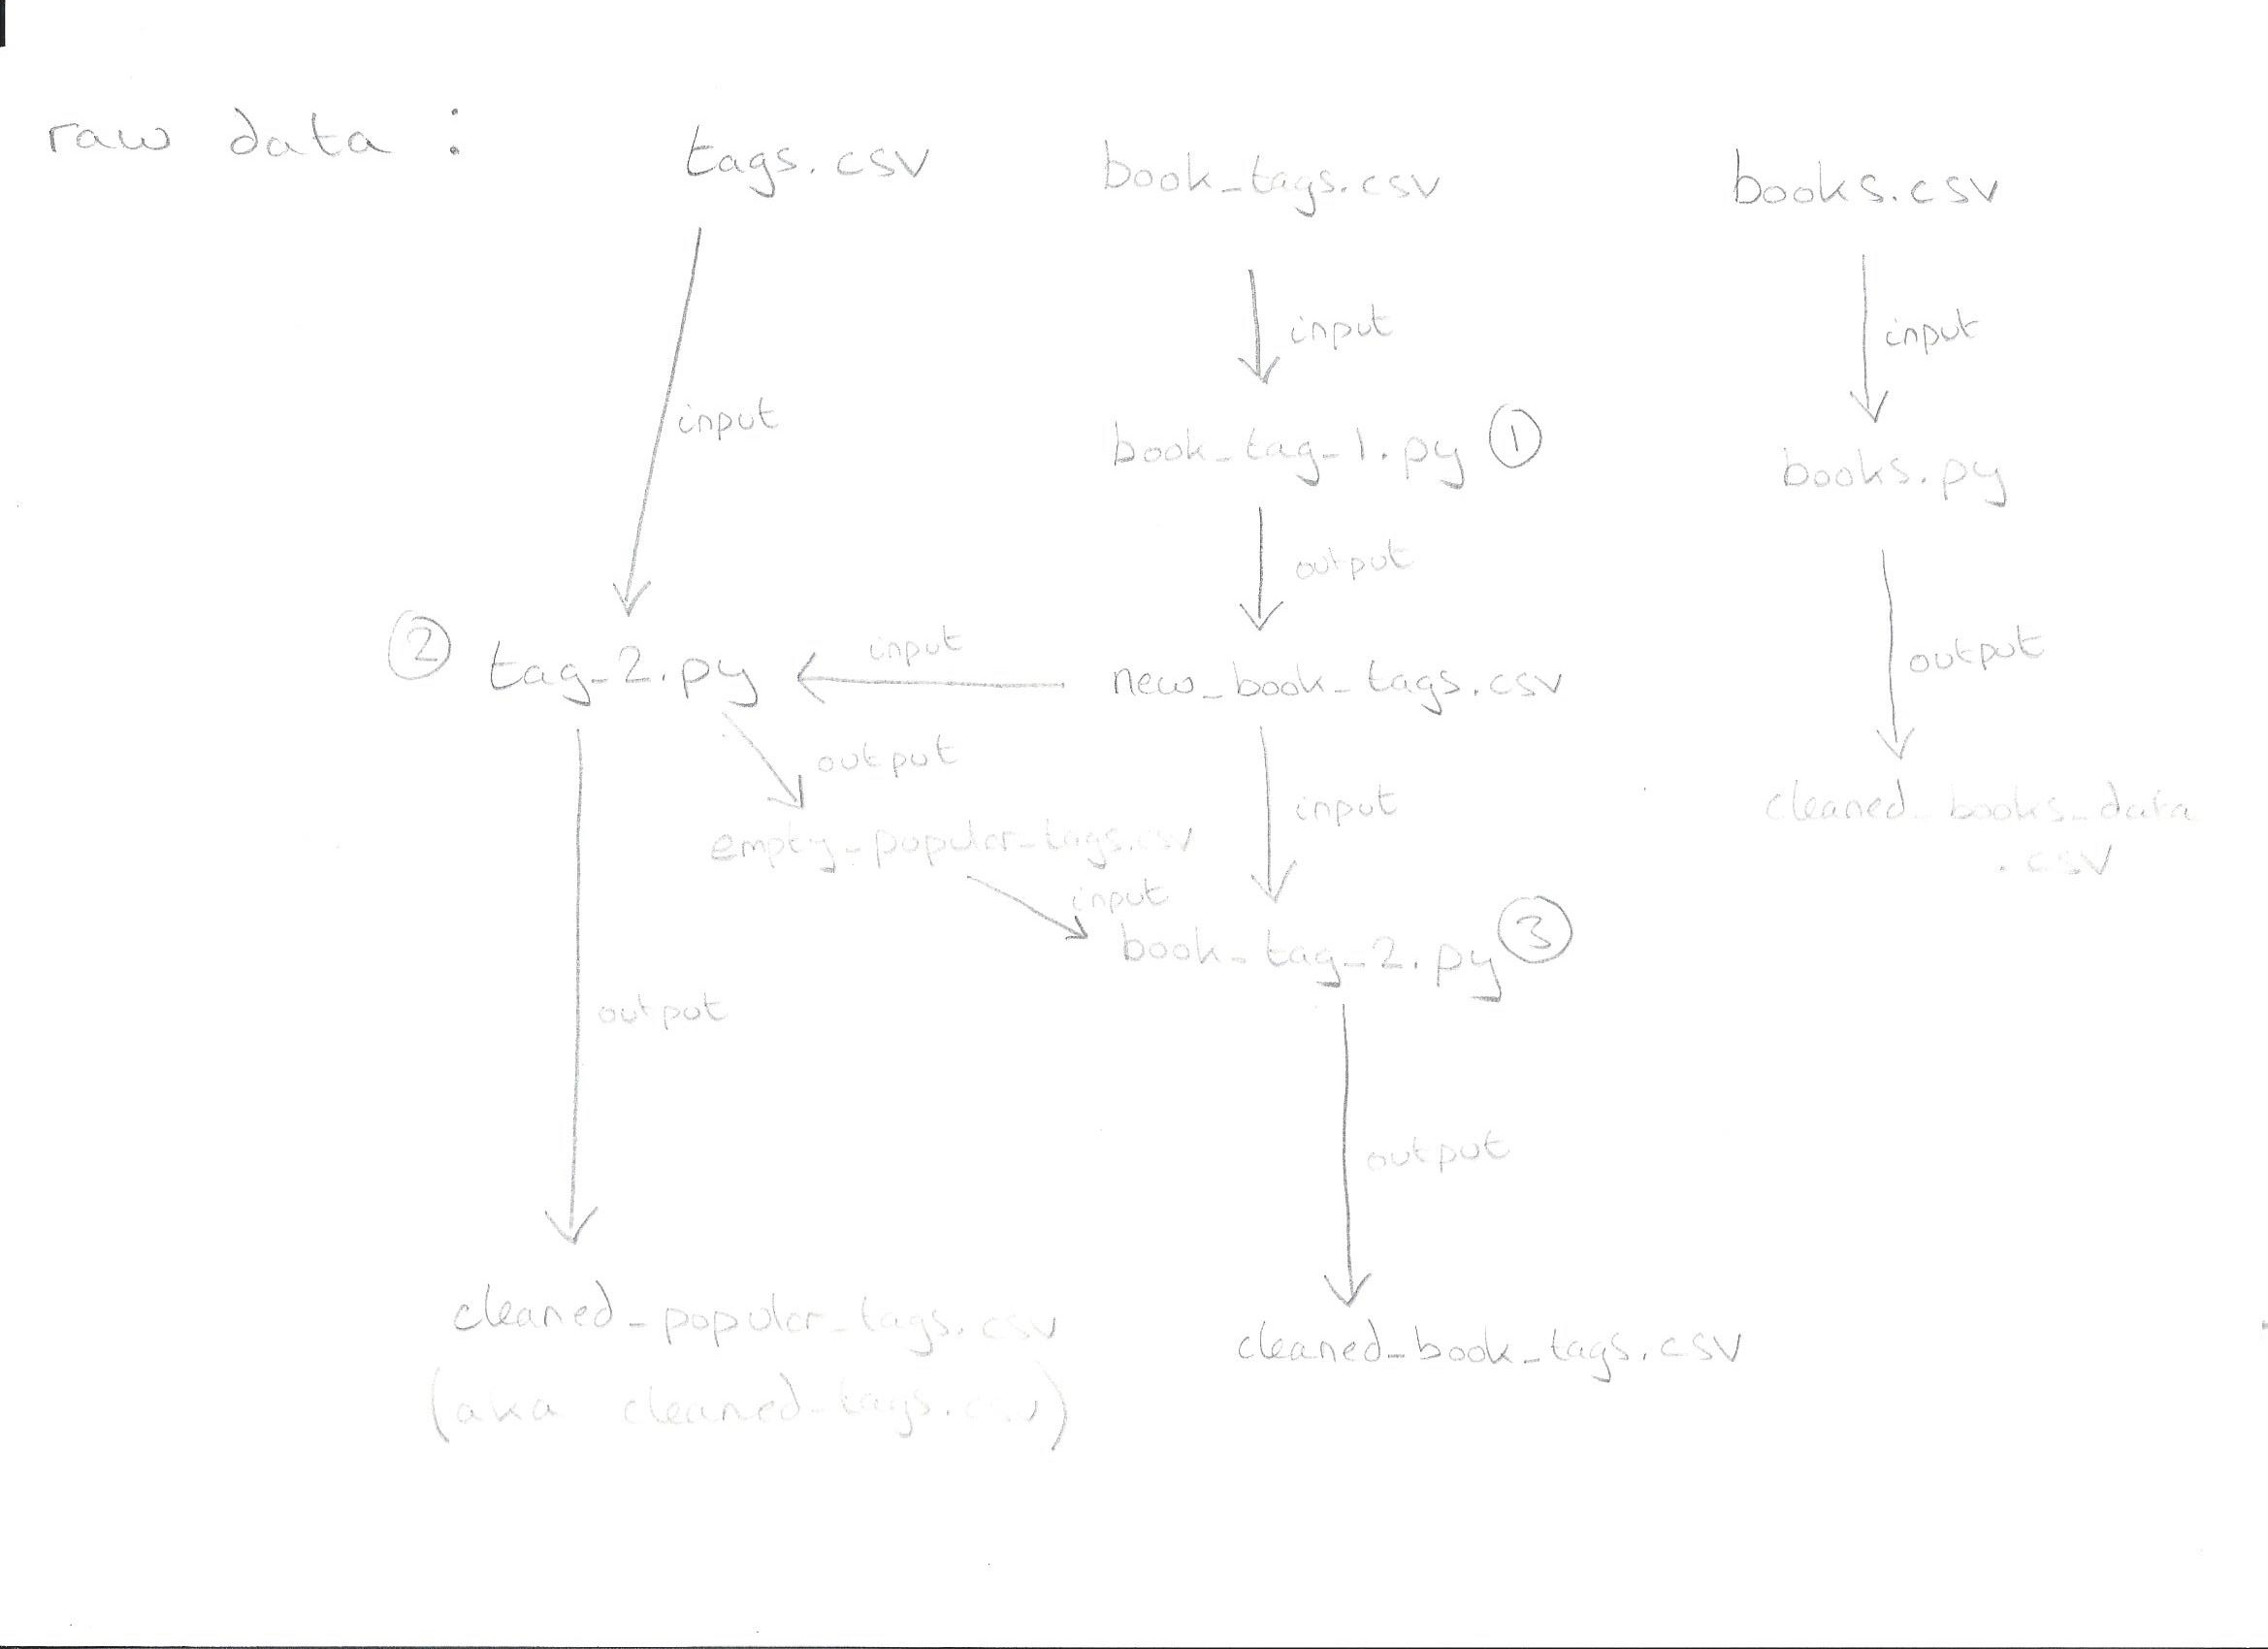 raw data :
tags.csv
book_tags.csv
books.csv
input
input
input
book_tag_1.py ①
books.py
output
② tag_2.py
input
new_book_tags.csv
output
output
input
cleaned_books_data
.csv
empty_popular_tags.csv
input
book_tag_2.py ③
output
output
cleaned_popular_tags.csv
(aka cleaned_tags.csv)
cleaned_book_tags.csv